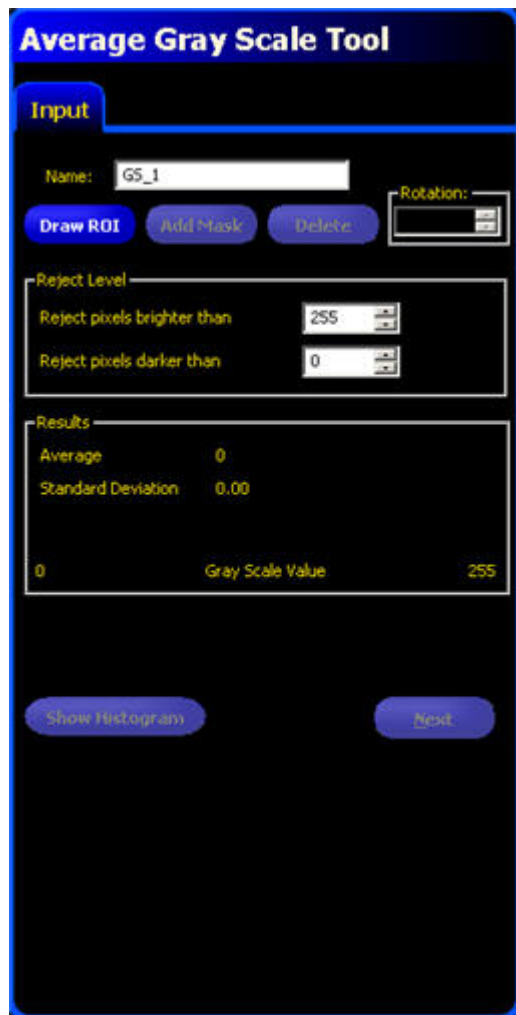 Average Gray Scale Tool
Input
Name: GS_1
Rotation:
Draw ROI Add Mask Delete
Reject Level
Reject pixels brighter than 255
Reject pixels darker than 0
Results
Average 0
Standard Deviation 0.00
0 Gray Scale Value 255
Show Histogram Next